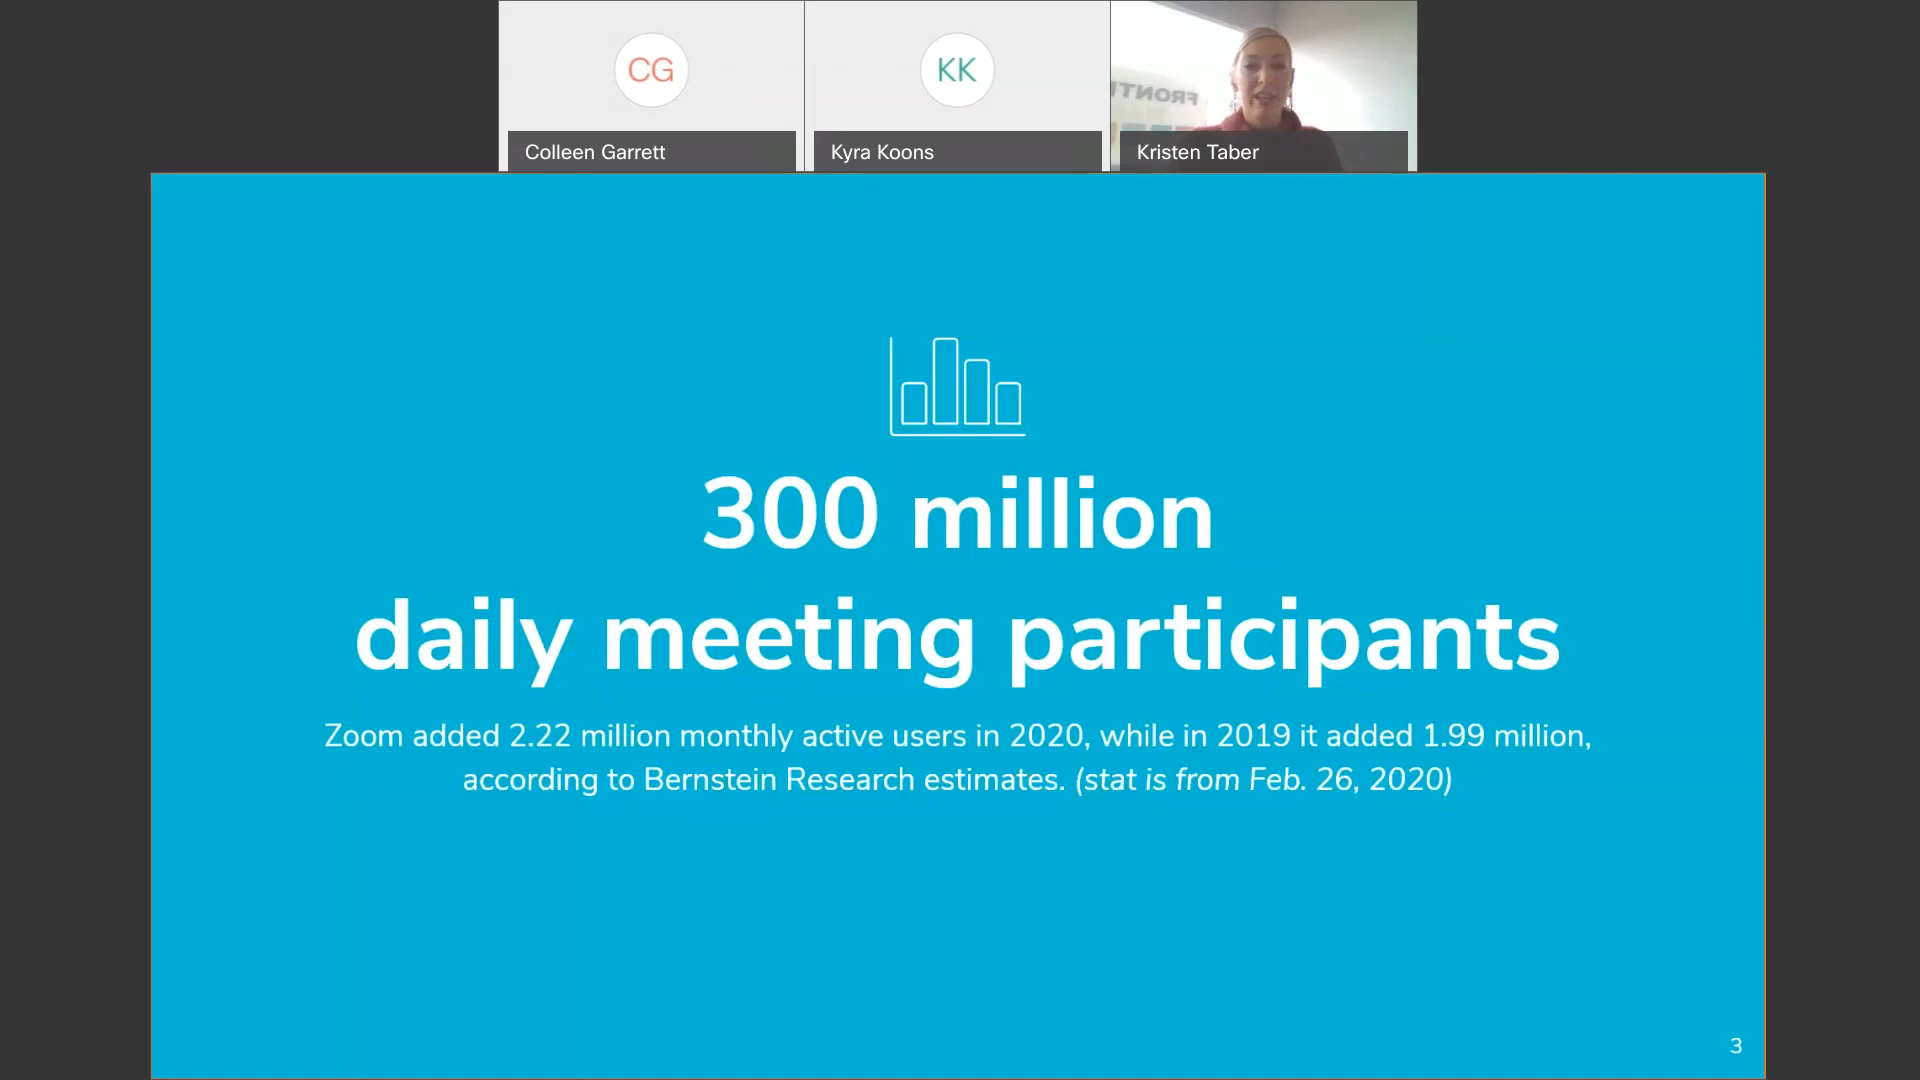 CG
KK
FRONTI
Colleen Garrett
Kyra Koons
Kristen Taber
300 million
daily meeting participants
Zoom added 2.22 million monthly active users in 2020, while in 2019 it added 1.99 million,
according to Bernstein Research estimates. (stat is from Feb. 26, 2020)
3